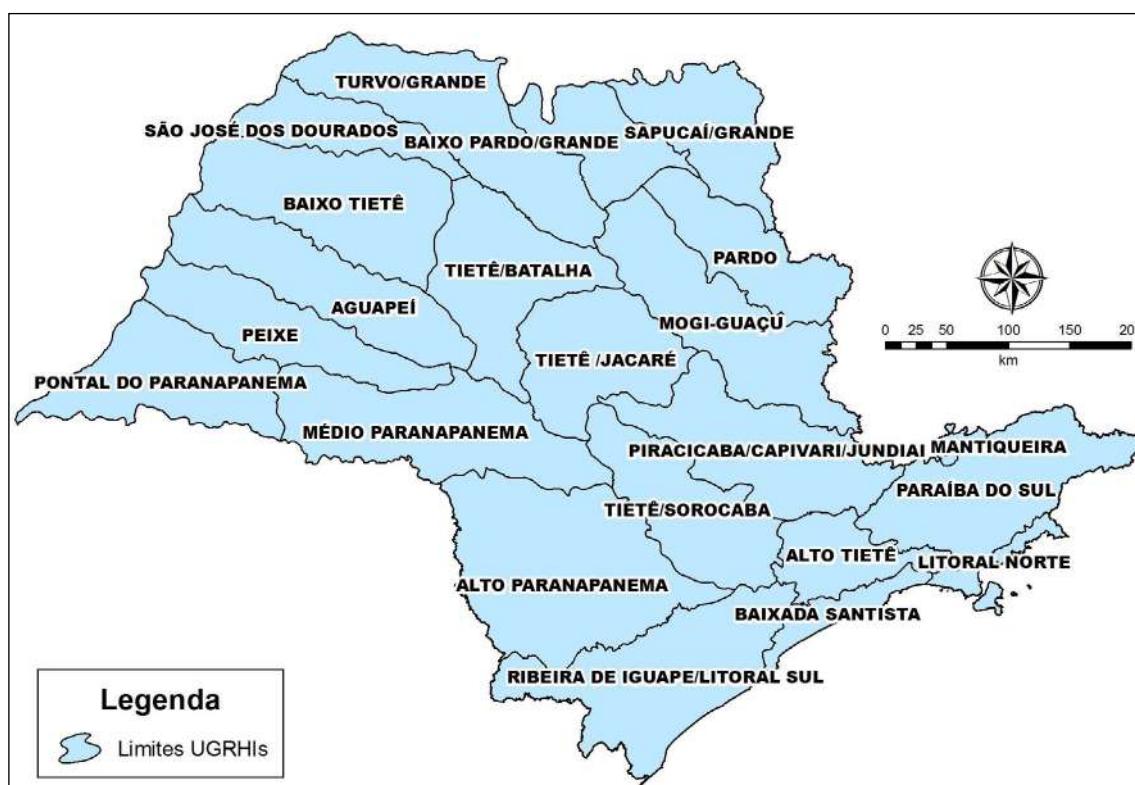 TURVO/GRANDE
SÃO JOSÉ DOS DOURADOS
BAIXO PARDO/GRANDE
SAPUCAÍ/GRANDE
BAIXO TIETÊ
TIETÊ/BATALHA
PARDO
AGUAPEÍ
MOGI-GUAÇÚ
PEIXE
TIETÊ /JACARÉ
0 25 50 100 150 20
km
PONTAL DO PARANAPANEMA
MÉDIO PARANAPANEMA
PIRACICABA/CAPIVARI/JUNDIAI
MANTIQUEIRA
PARAÍBA DO SUL
TIETÊ/SOROCABA
ALTO TIETÊ
LITORAL NORTE
ALTO PARANAPANEMA
BAIXADA SANTISTA
RIBEIRA DE IGUAPE/LITORAL SUL
Legenda
Limites UGRHIs